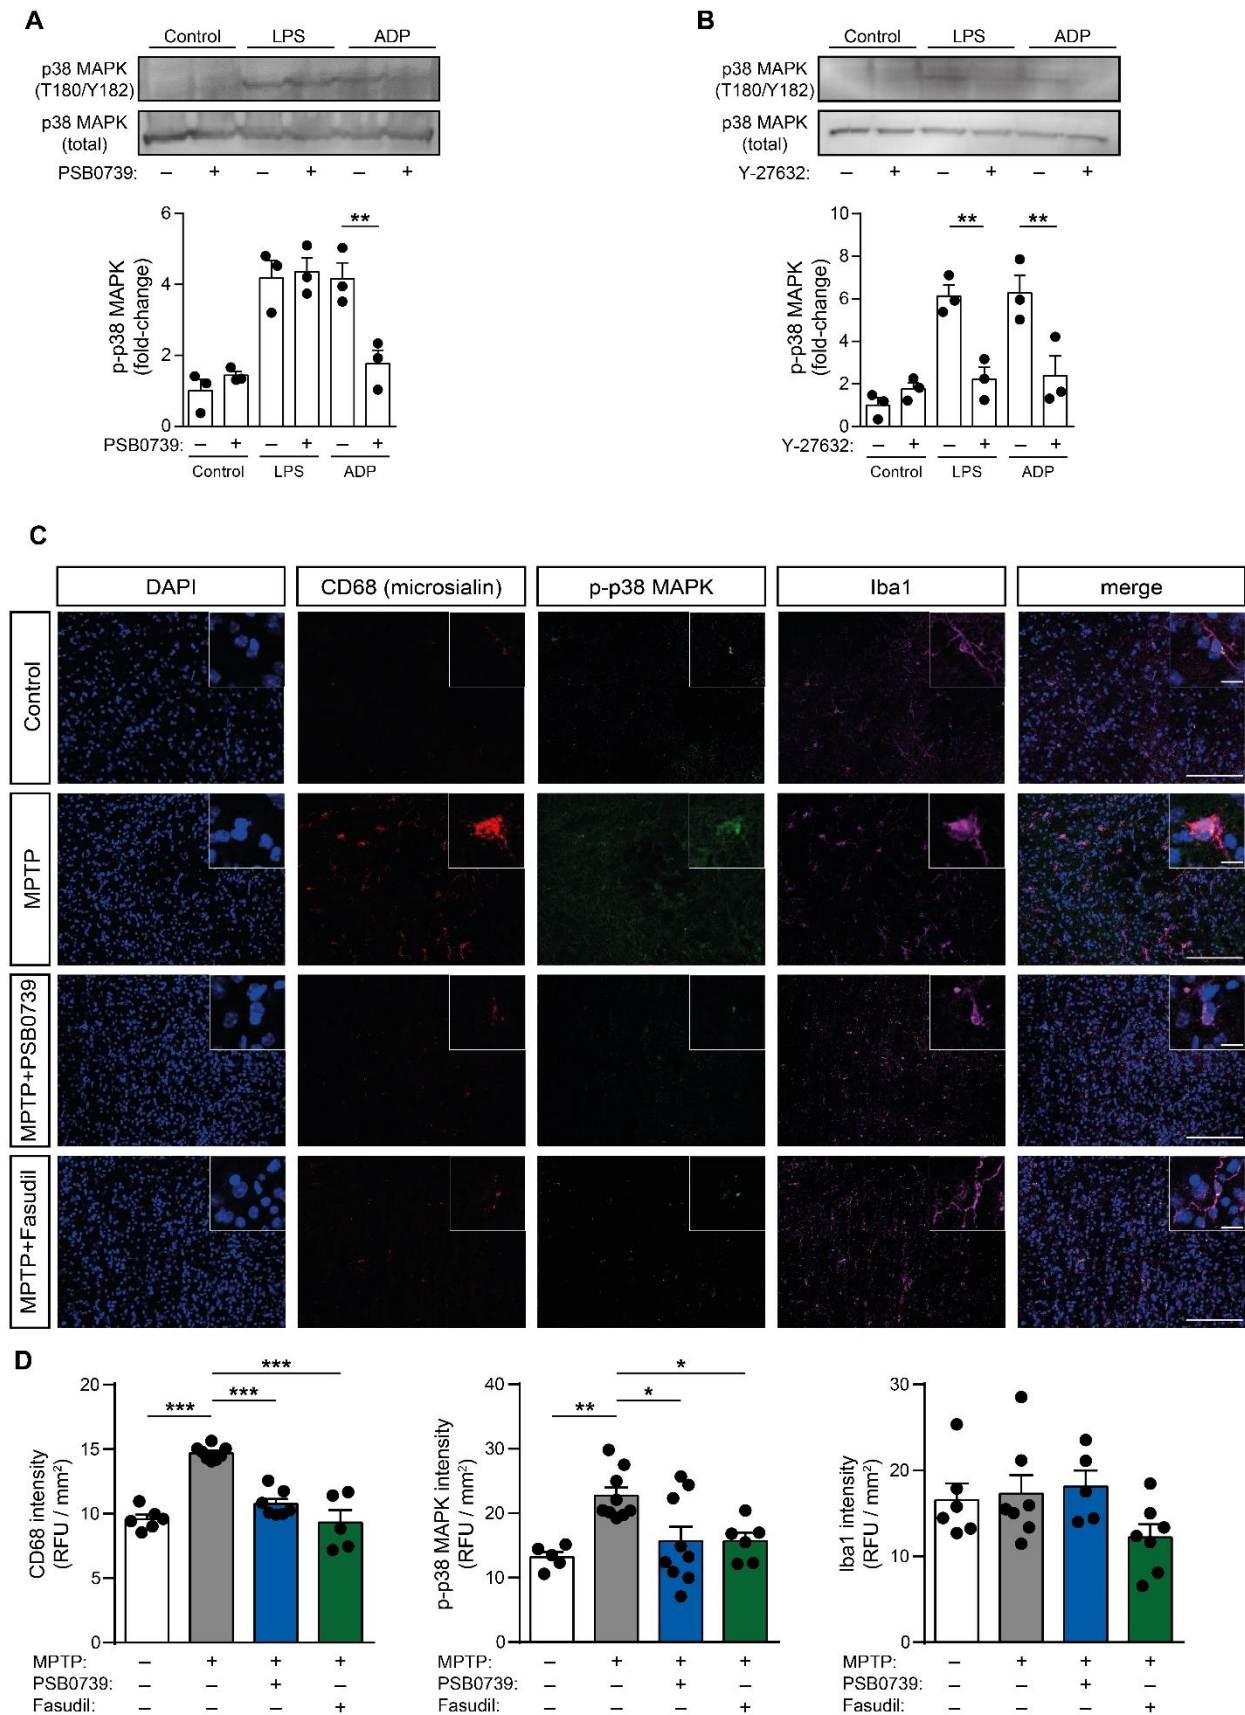 A
Control LPS ADP
p38 MAPK
(T180/Y182)
p38 MAPK
(total)
PSB0739: – + – + – +
6
4
2
0
p-p38 MAPK
(fold-change)
**
PSB0739: – + – + – +
Control LPS ADP
B
Control LPS ADP
p38 MAPK
(T180/Y182)
p38 MAPK
(total)
Y-27632: – + – + – +
10
8
6
4
2
0
p-p38 MAPK
(fold-change)
** **
Y-27632: – + – + – +
Control LPS ADP
C
DAPI CD68 (microsialin) p-p38 MAPK Iba1 merge
Control
MPTP
MPTP+PSB0739
MPTP+Fasudil
D
20
15
10
5
0
CD68 intensity
(RFU / mm²)
***
***
***
MPTP: – + + +
PSB0739: – – + –
Fasudil: – – – +
40
30
20
10
0
p-p38 MAPK intensity
(RFU / mm²)
*
*
**
MPTP: – + + +
PSB0739: – – + –
Fasudil: – – – +
30
20
10
0
Iba1 intensity
(RFU / mm²)
MPTP: – + + +
PSB0739: – – + –
Fasudil: – – – +